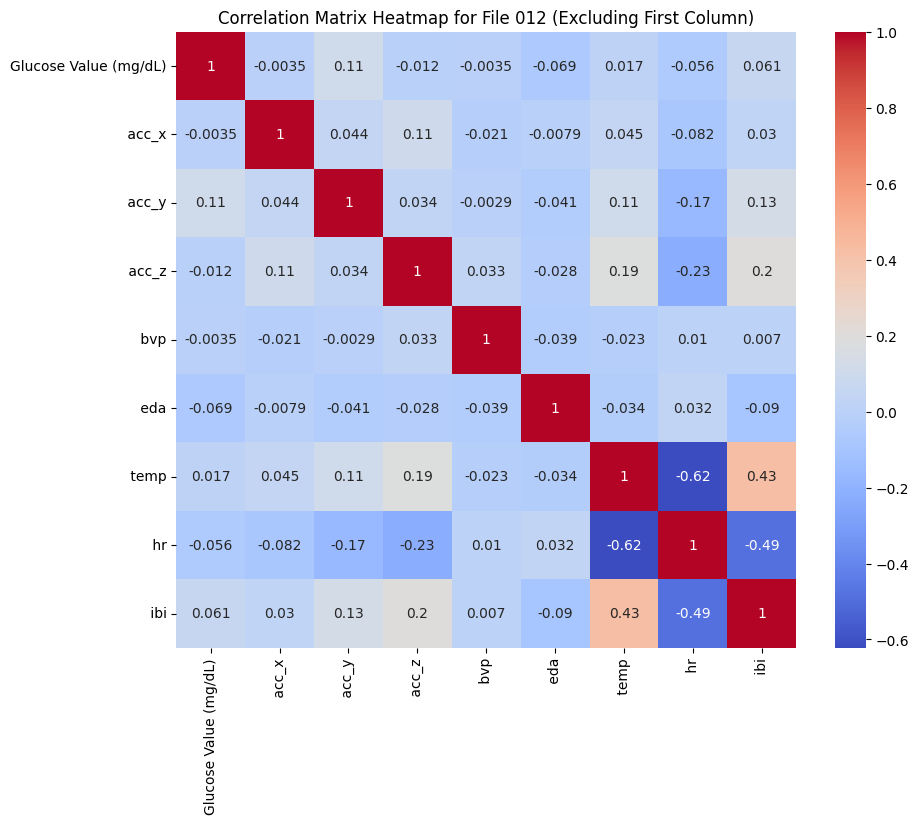 Correlation Matrix Heatmap for File 012 (Excluding First Column)
Glucose Value (mg/dL) 1 -0.0035 0.11 -0.012 -0.0035 -0.069 0.017 -0.056 0.061
acc_x -0.0035 1 0.044 0.11 -0.021 -0.0079 0.045 -0.082 0.03
acc_y 0.11 0.044 1 0.034 -0.0029 -0.041 0.11 -0.17 0.13
acc_z -0.012 0.11 0.034 1 0.033 -0.028 0.19 -0.23 0.2
bvp -0.0035 -0.021 -0.0029 0.033 1 -0.039 -0.023 0.01 0.007
eda -0.069 -0.0079 -0.041 -0.028 -0.039 1 -0.034 0.032 -0.09
temp 0.017 0.045 0.11 0.19 -0.023 -0.034 1 -0.62 0.43
hr -0.056 -0.082 -0.17 -0.23 0.01 0.032 -0.62 1 -0.49
ibi 0.061 0.03 0.13 0.2 0.007 -0.09 0.43 -0.49 1
Glucose Value (mg/dL) acc_x acc_y acc_z bvp eda temp hr ibi
1.0
0.8
0.6
0.4
0.2
0.0
−0.2
−0.4
−0.6